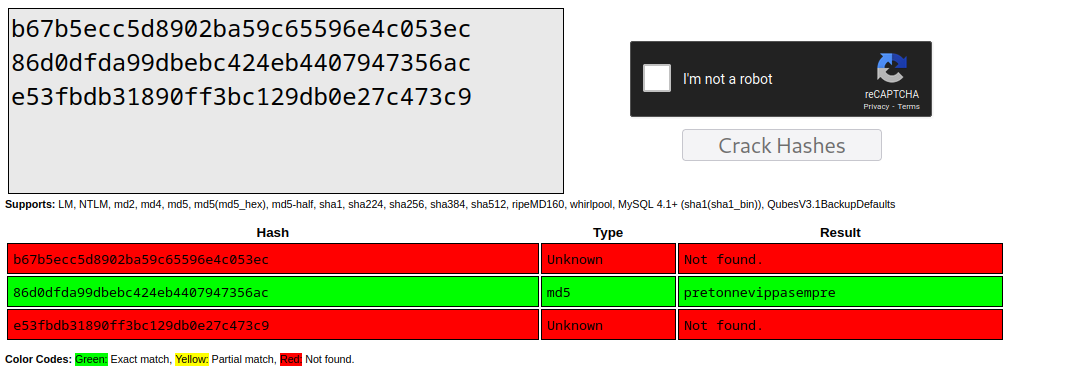 b67b5ecc5d8902ba59c65596e4c053ec
86d0dfda99dbebc424eb4407947356ac
e53fbdb31890ff3bc129db0e27c473c9
I'm not a robot
reCAPTCHA
Privacy - Terms
Crack Hashes
Supports: LM, NTLM, md2, md4, md5, md5(md5_hex), md5-half, sha1, sha224, sha256, sha384, sha512, ripeMD160, whirlpool, MySQL 4.1+ (sha1(sha1_bin)), QubesV3.1BackupDefaults
Hash Type Result
b67b5ecc5d8902ba59c65596e4c053ec Unknown Not found.
86d0dfda99dbebc424eb4407947356ac md5 pretonnevippasempre
e53fbdb31890ff3bc129db0e27c473c9 Unknown Not found.
Color Codes: Green: Exact match, Yellow: Partial match, Red: Not found.